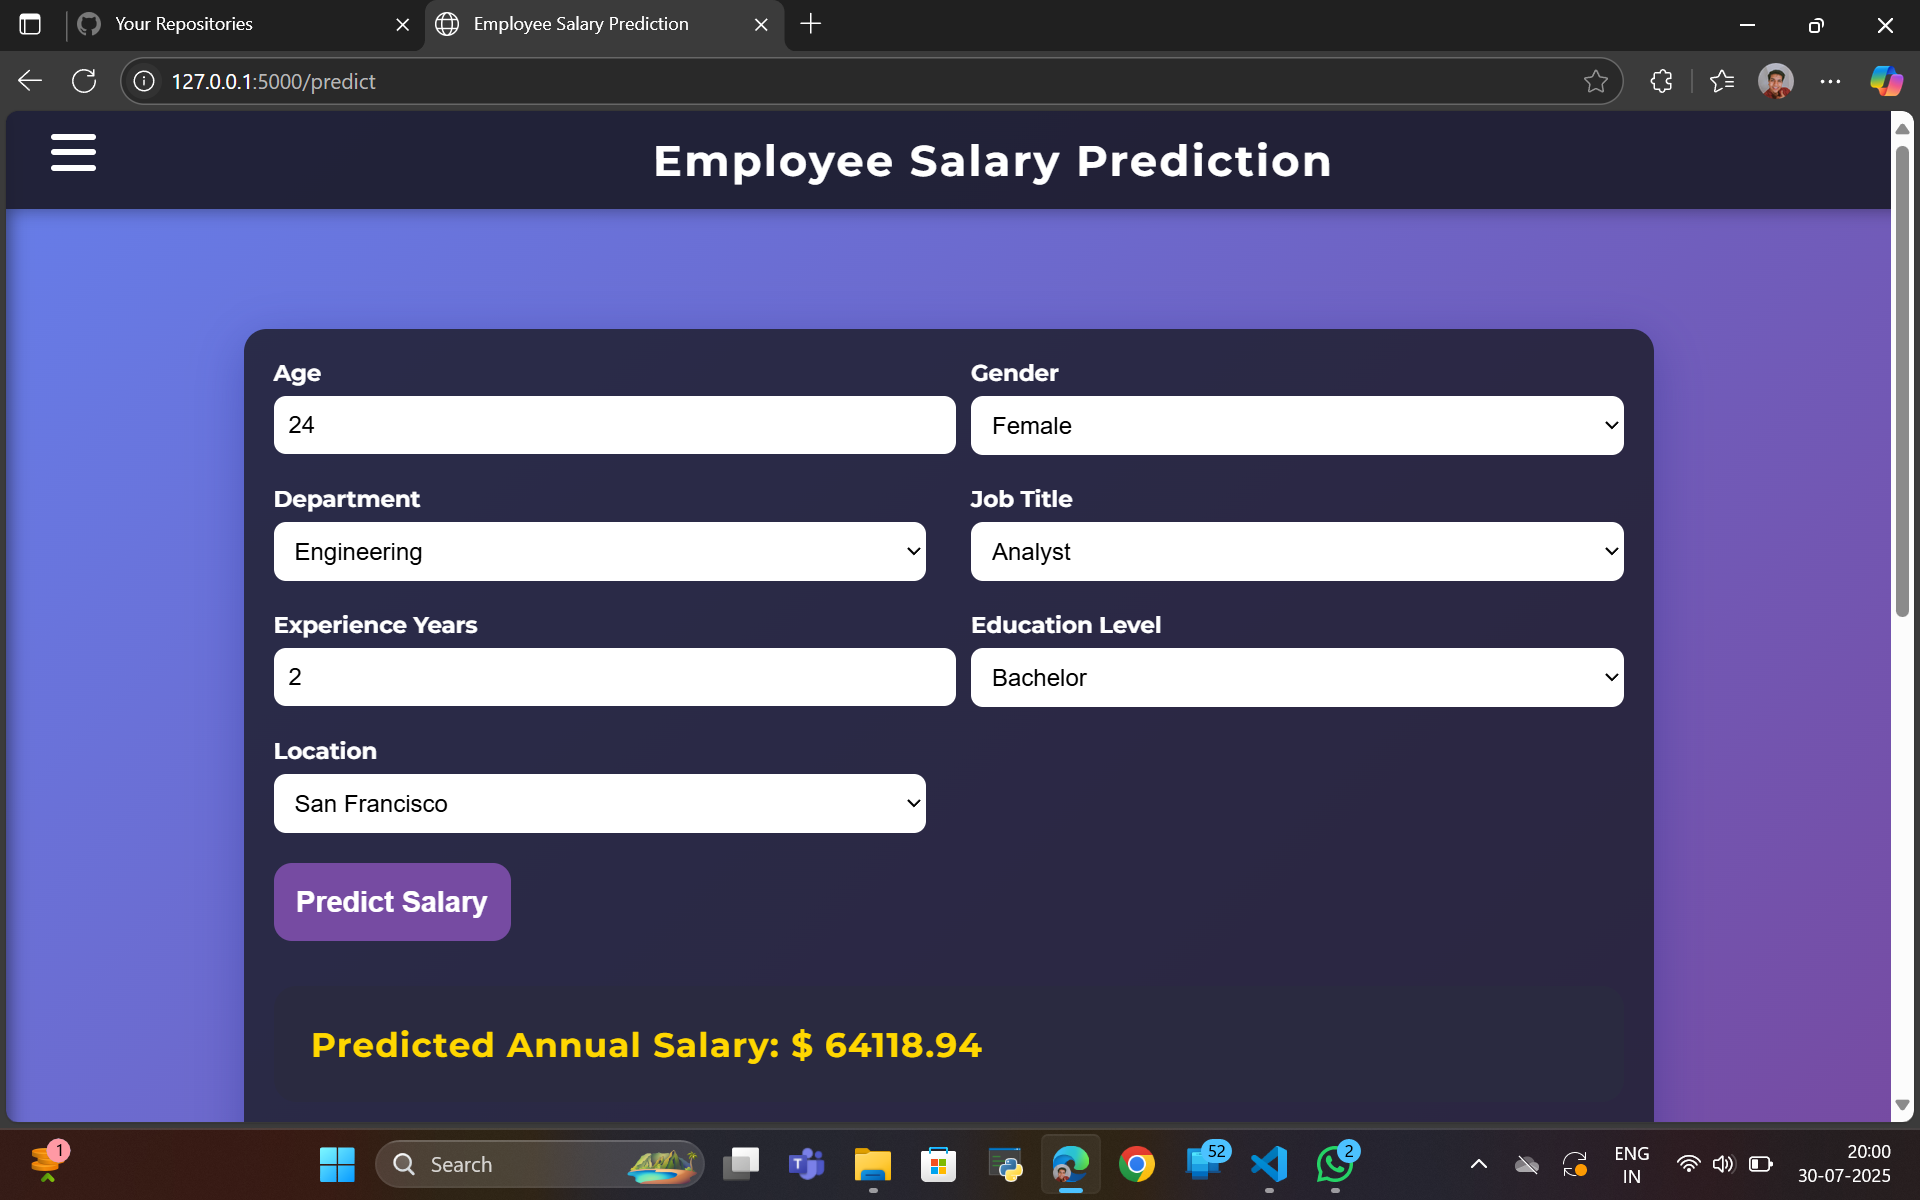 Your Repositories
Employee Salary Prediction
127.0.0.1:5000/predict
Employee Salary Prediction
Age
Gender
24
Female
Department
Job Title
Engineering
Analyst
Experience Years
Education Level
2
Bachelor
Location
San Francisco
Predict Salary
Predicted Annual Salary: $ 64118.94
1
Search
T
52
2
ENG
IN
20:00
30-07-2025